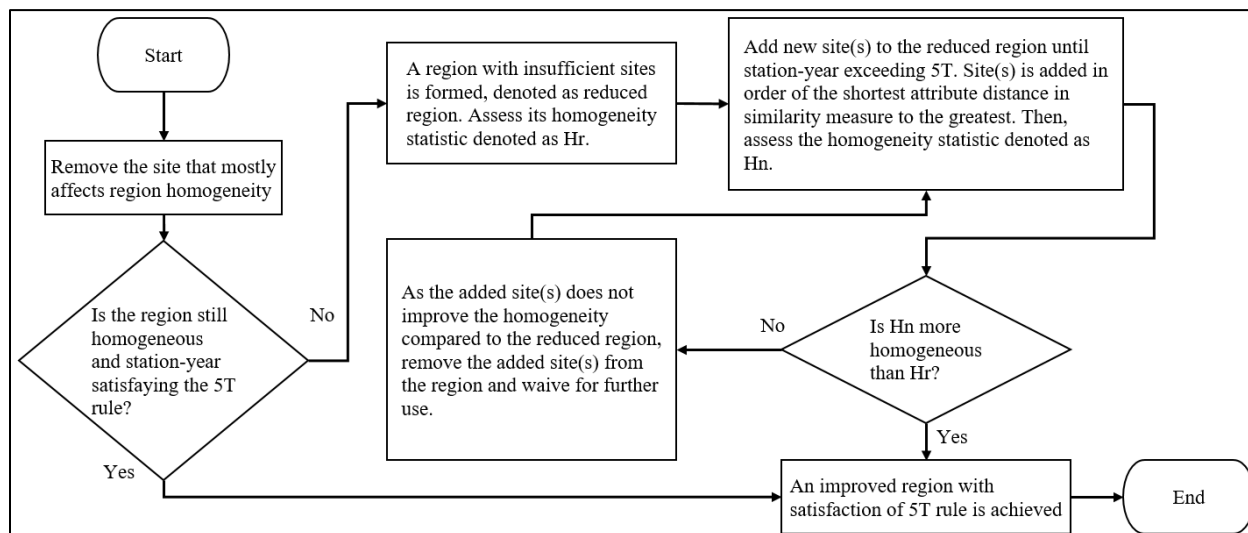 Start
Remove the site that mostly
affects region homogeneity
Is the region still
homogeneous
and station-year
satisfaying the 5T
rule?
No
Yes
A region with insufficient sites
is formed, denoted as reduced
region. Assess its homogeneity
statistic denoted as Hr.
Add new site(s) to the reduced region until
station-year exceeding 5T. Site(s) is added in
order of the shortest attribute distance in
similarity measure to the greatest. Then,
assess the homogeneity statistic denoted as
Hn.
As the added site(s) does not
improve the homogeneity
compared to the reduced region,
remove the added site(s) from
the region and waive for further
use.
No
Is Hn more
homogeneous
than Hr?
Yes
An improved region with
satisfaction of 5T rule is achieved
End